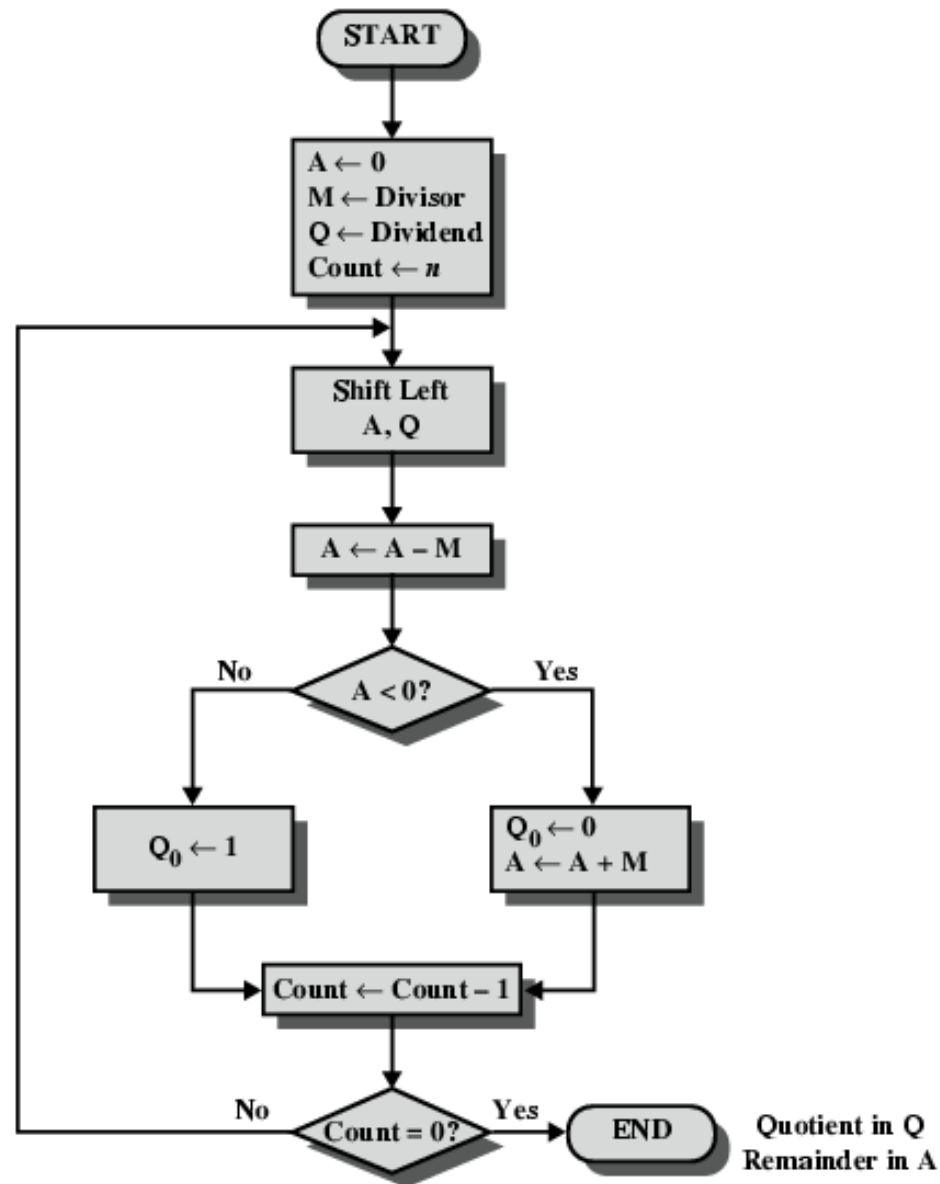 START
A ← 0
M ← Divisor
Q ← Dividend
Count ← n
Shift Left
A, Q
A ← A – M
No
Yes
A < 0?
Q0 ← 1
Q0 ← 0
A ← A + M
Count ← Count – 1
No
Yes
Count = 0?
END
Quotient in Q
Remainder in A